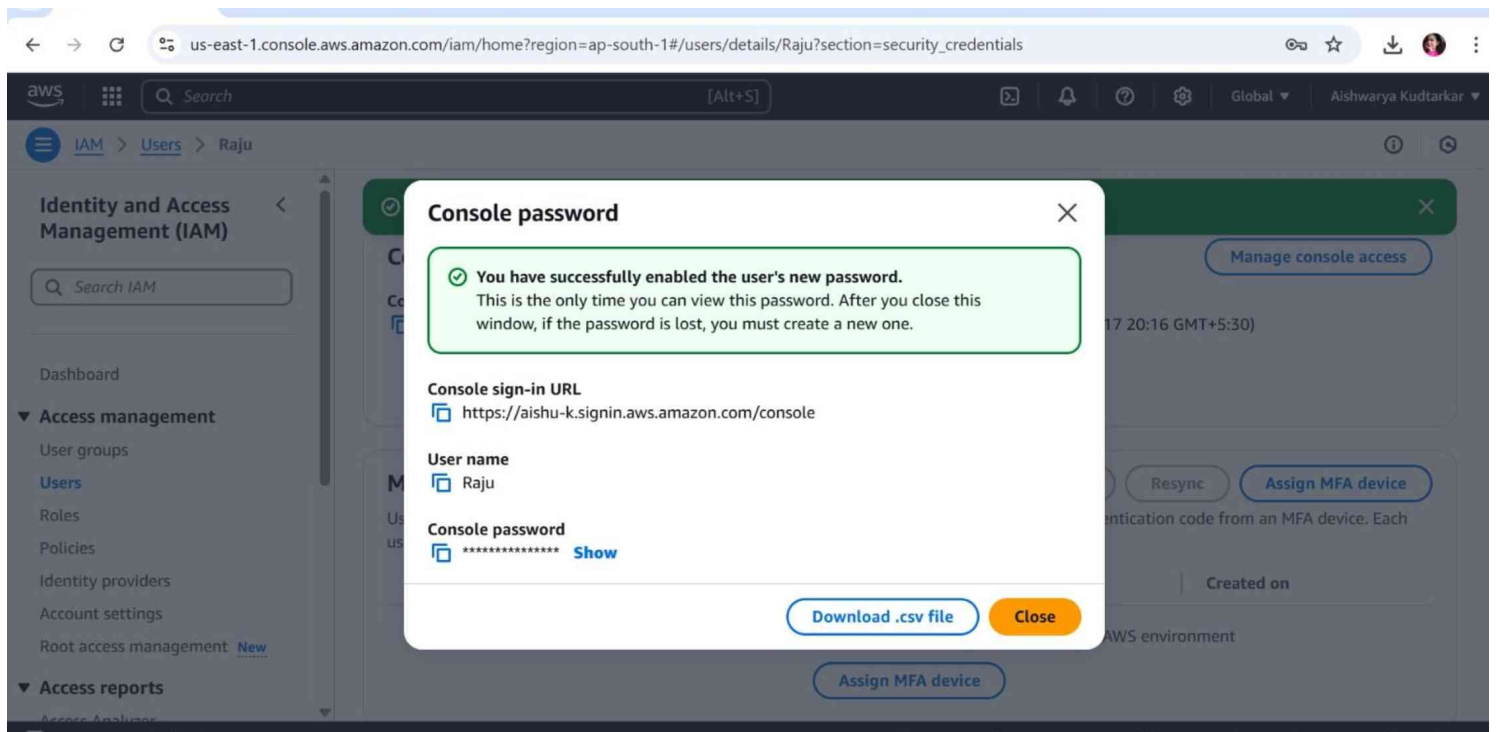 us-east-1.console.aws.amazon.com/iam/home?region=ap-south-1#/users/details/Raju?section=security_credentials
aws
Search
[Alt+S]
Global
Aishwarya Kudtarkar
IAM > Users > Raju
Identity and Access
Management (IAM)
Search IAM
Dashboard
Access management
User groups
Users
Roles
Policies
Identity providers
Account settings
Root access management New
Access reports
Access Analyzer
Manage console access
17 20:16 GMT+5:30)
Resync
Assign MFA device
entication code from an MFA device. Each
Us
us
Created on
AWS environment
Assign MFA device
Console password
You have successfully enabled the user's new password.
This is the only time you can view this password. After you close this
window, if the password is lost, you must create a new one.
Console sign-in URL
https://aishu-k.signin.aws.amazon.com/console
User name
Raju
Console password
*************** Show
Download .csv file
Close